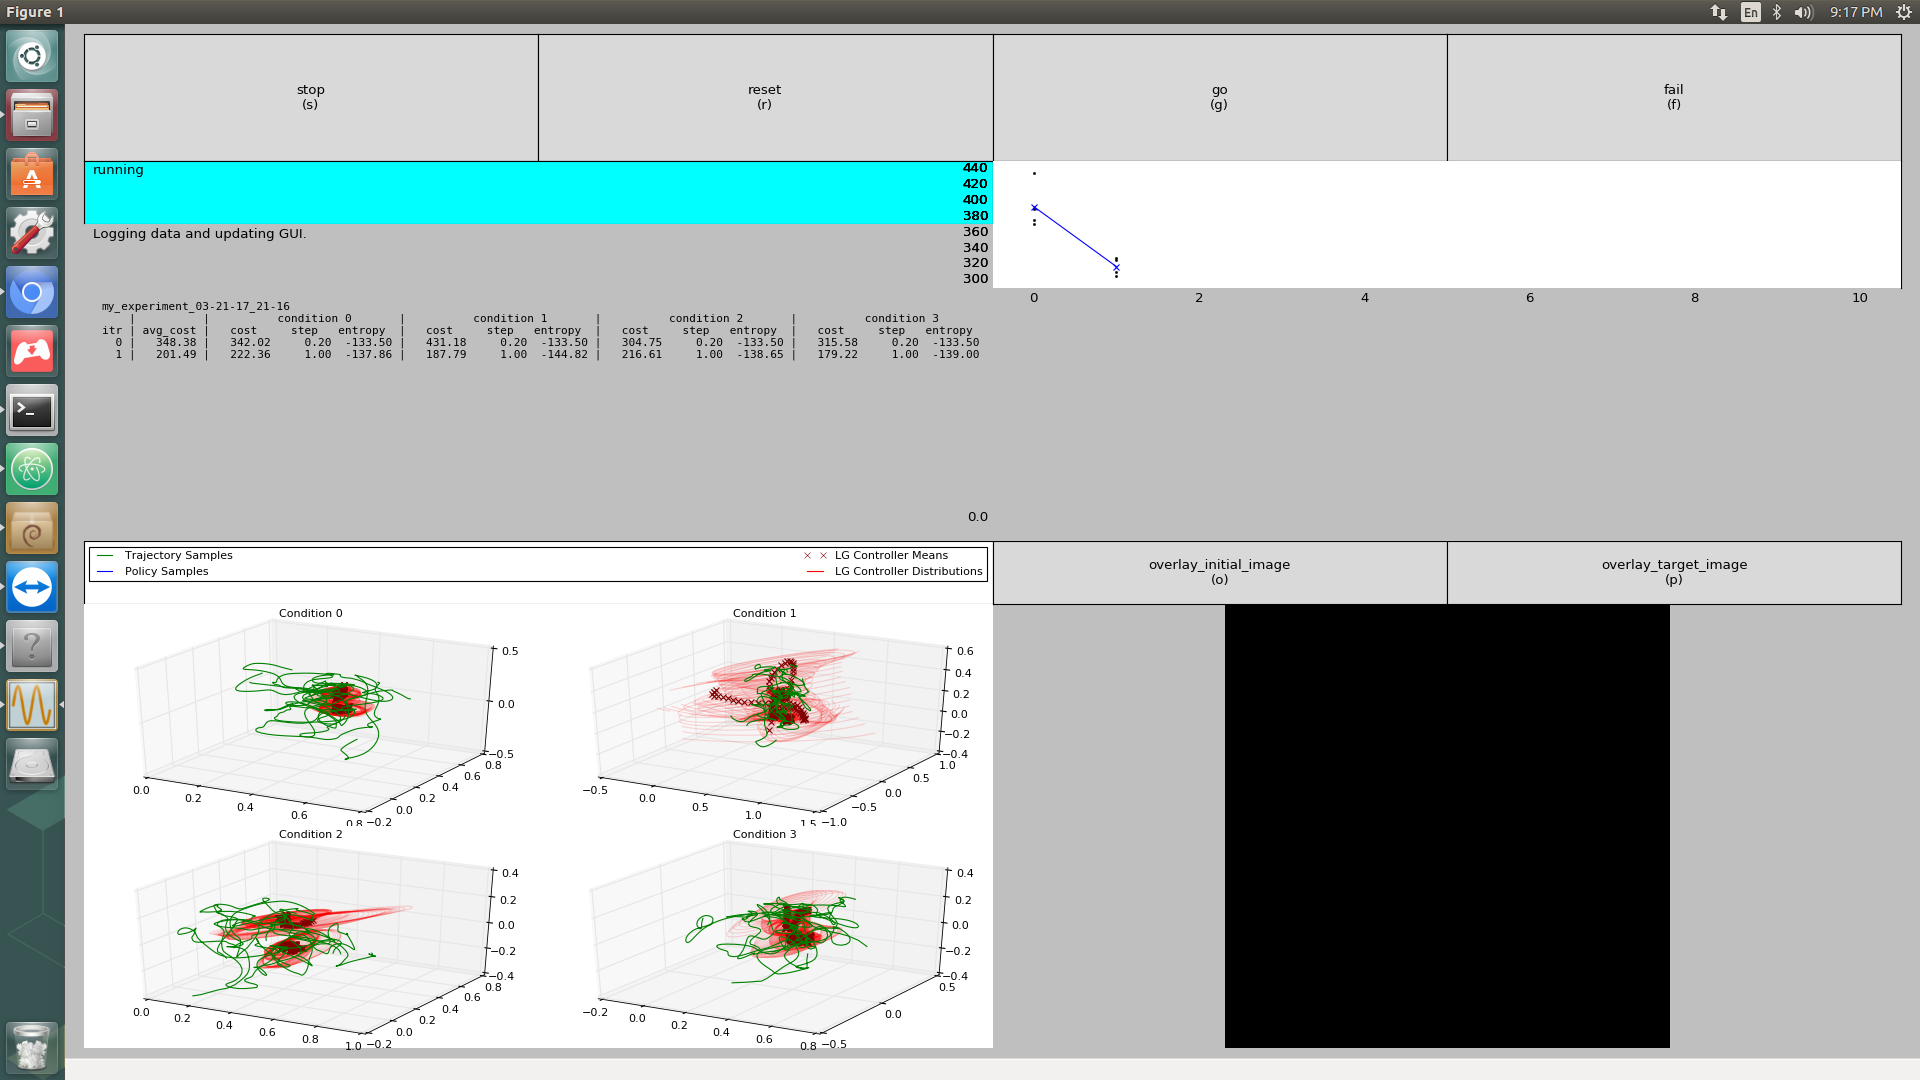 Figure 1
En
9:17 PM
stop
(s)
reset
(r)
go
(g)
fail
(f)
running
Logging data and updating GUI.
440
420
400
380
360
340
320
300
0 2 4 6 8 10
my_experiment_03-21-17_21-16
| | condition 0 | condition 1 | condition 2 | condition 3
itr | avg_cost | cost step entropy | cost step entropy | cost step entropy | cost step entropy
0 | 348.38 | 342.02 0.20 -133.50 | 431.18 0.20 -133.50 | 304.75 0.20 -133.50 | 315.58 0.20 -133.50
1 | 201.49 | 222.36 1.00 -137.86 | 187.79 1.00 -144.82 | 216.61 1.00 -138.65 | 179.22 1.00 -139.00
0.0
Trajectory Samples
Policy Samples
LG Controller Means
LG Controller Distributions
overlay_initial_image
(o)
overlay_target_image
(p)
Condition 0
0.5
0.0
−0.5
0.8
0.6
0.4
0.2
0.0
−0.2
0.0 0.2 0.4 0.6 0.8
Condition 1
0.6
0.4
0.2
0.0
−0.2
−0.4
1.0
0.5
0.0
−0.5
−1.0
−0.5 0.0 0.5 1.0 1.5
Condition 2
0.4
0.2
0.0
−0.2
−0.4
0.8
0.6
0.4
0.2
0.0
−0.2
0.0 0.2 0.4 0.6 0.8 1.0
Condition 3
0.4
0.2
0.0
−0.2
−0.4
0.5
0.0
−0.5
−0.2 0.0 0.2 0.4 0.6 0.8